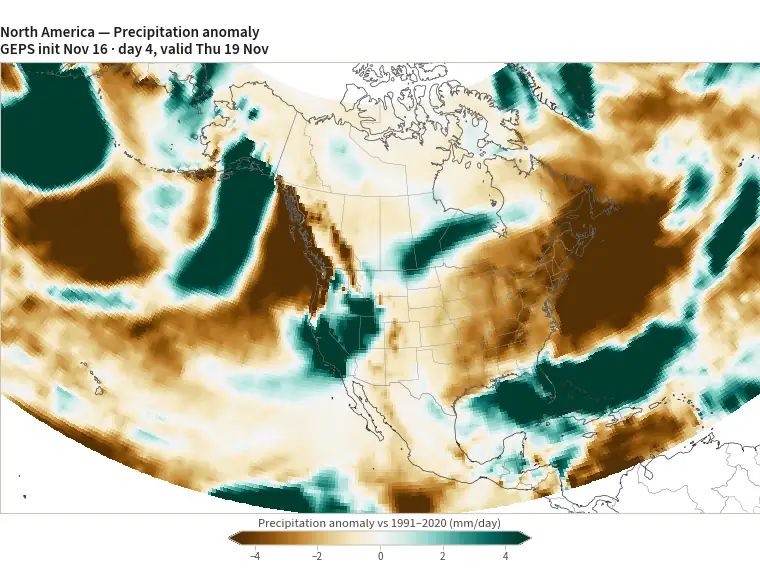 North America — Precipitation anomaly
GEPS init Nov 16 · day 4, valid Thu 19 Nov
Precipitation anomaly vs 1991–2020 (mm/day)
−4 −2 0 2 4